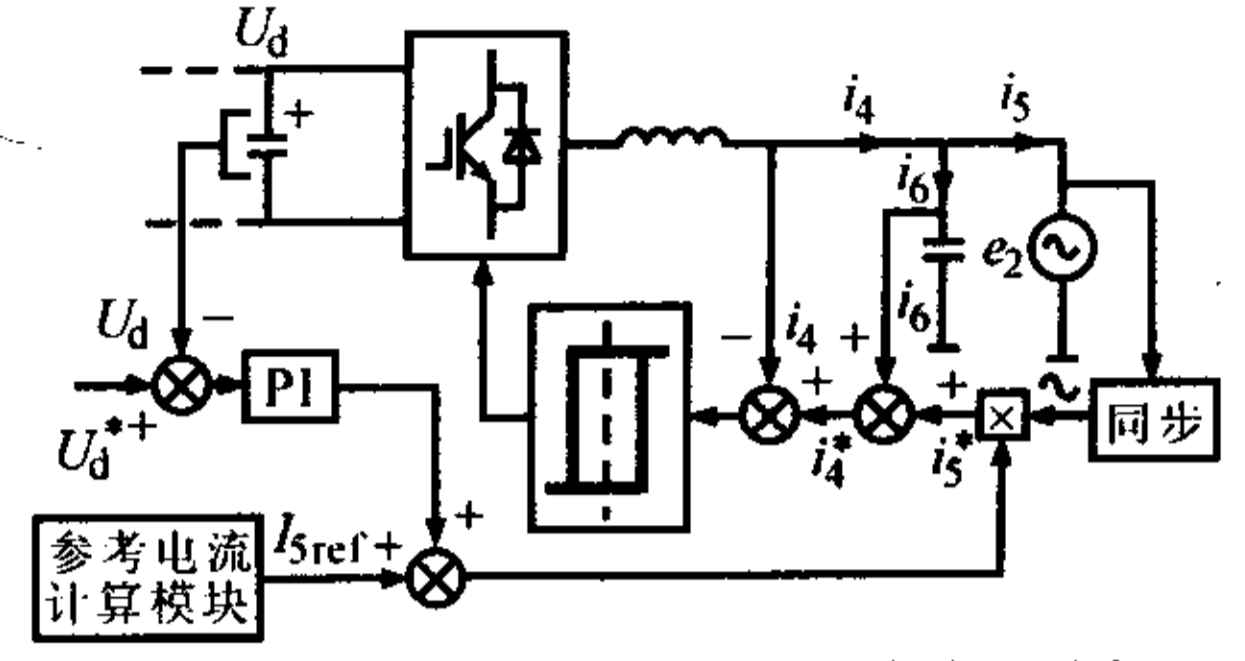 U_d
+
i_4
i_5
i_6
e_2
i_6
U_d
−
−
i_4
+
PI
+
+
×
同步
U_d^*
+
i_4^*
i_5^*
+
参考电流
计算模块
I_5ref
+